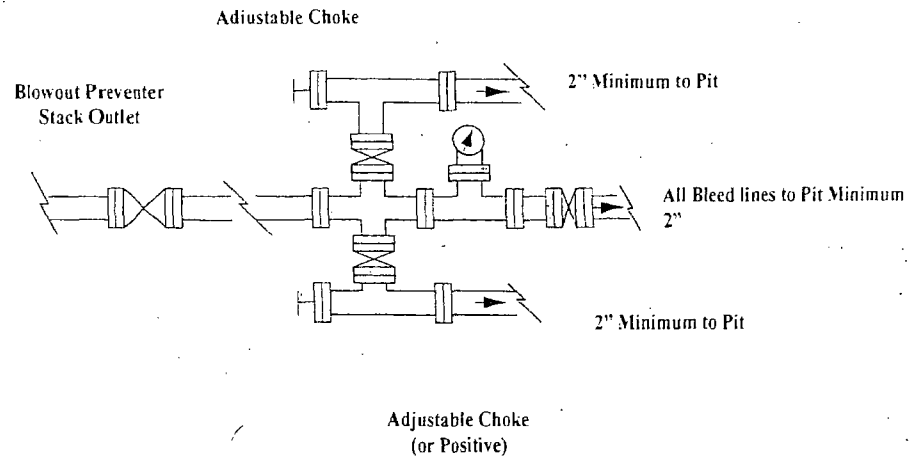 Adjustable Choke
Blowout Preventer
Stack Outlet
2” Minimum to Pit
All Bleed lines to Pit Minimum
2”
2” Minimum to Pit
Adjustable Choke
(or Positive)